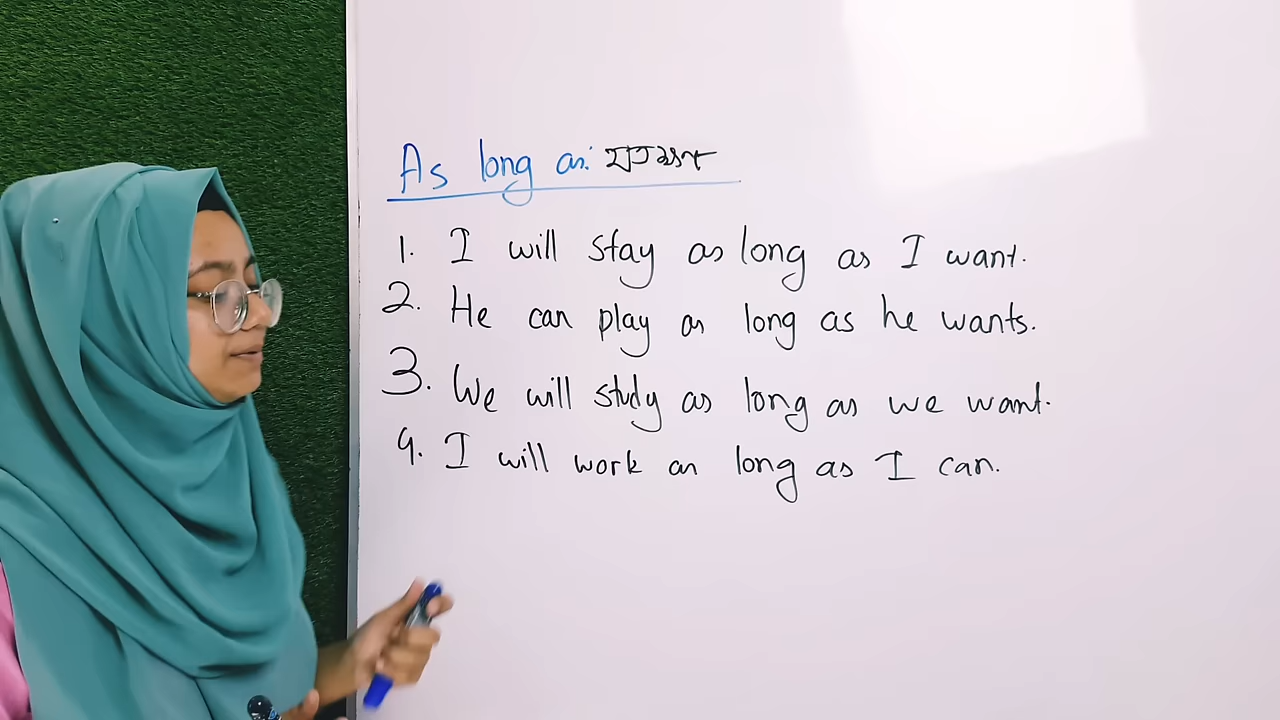 As long as: যতক্ষণ
1. I will stay as long as I want.
2. He can play as long as he wants.
3. We will study as long as we want.
4. I will work as long as I can.